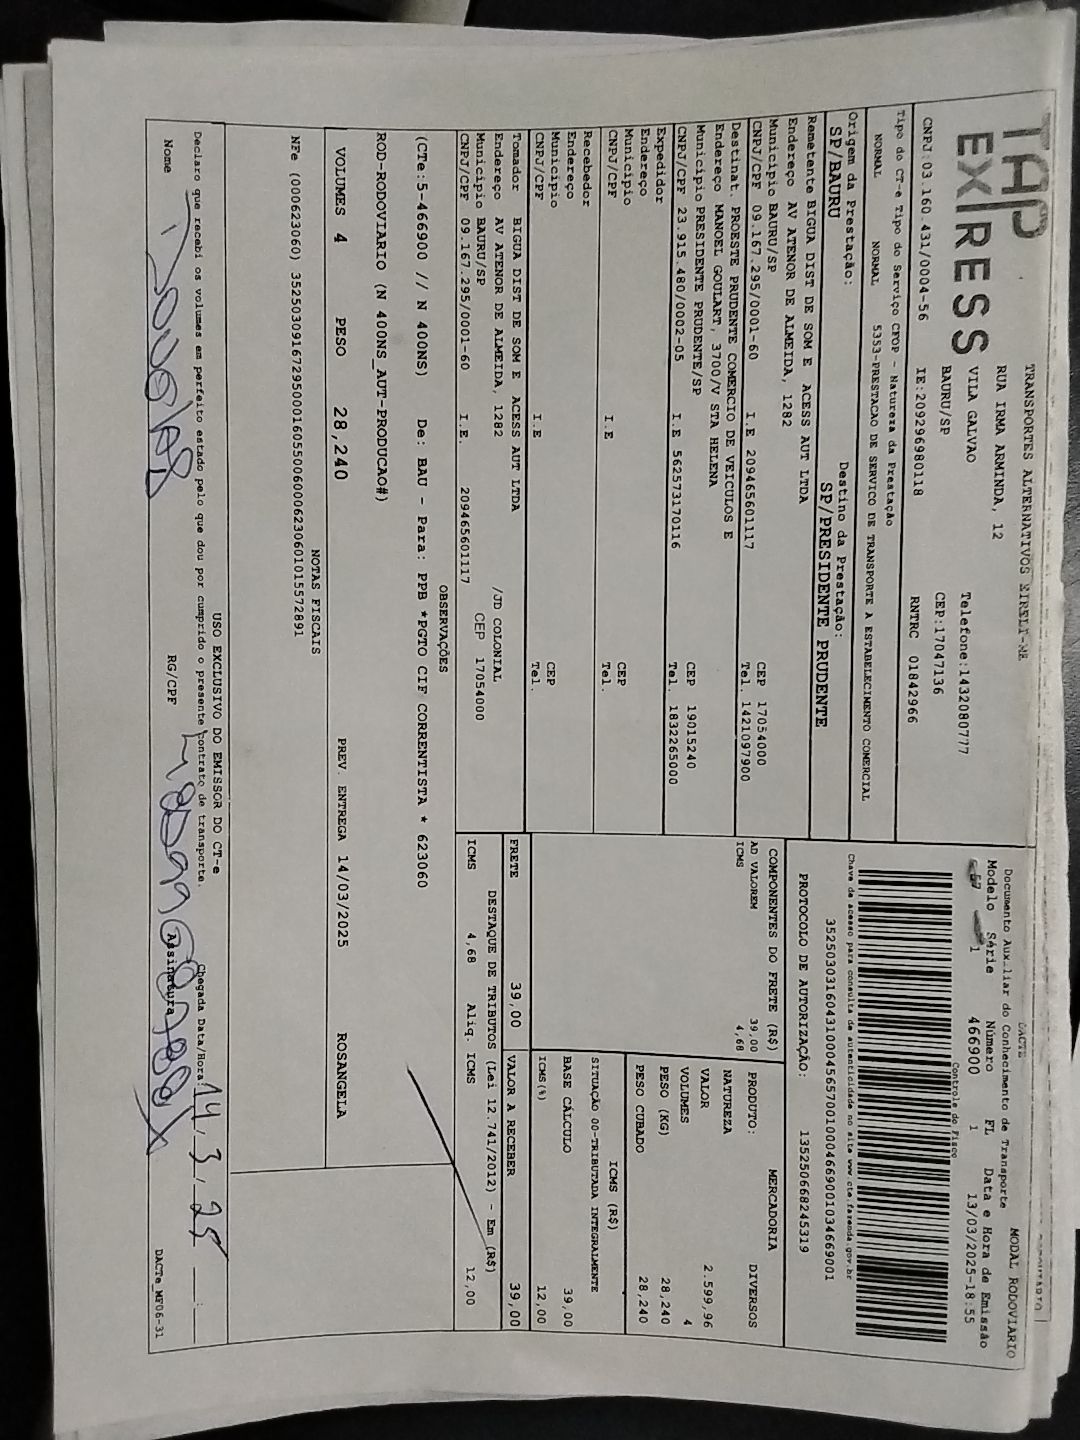 TAP
EXPRESS
TRANSPORTES ALTERNATIVOS EIRELI-ME
RUA IRMA ARMINDA, 12
VILA GALVAO
BAURU/SP
Telefone:1432080777
CEP:17047136
CNPJ:03.160.431/0004-56 IE:209296980118 RNTRC 01842966
Tipo do CT-e Tipo do Serviço CFOP - Natureza da Prestação
NORMAL NORMAL 5353-PRESTACAO DE SERVICO DE TRANSPORTE A ESTABELECIMENTO COMERCIAL
Origem da Prestação: Destino da Prestação:
SP/BAURU SP/PRESIDENTE PRUDENTE
Remetente BIGUA DIST DE SOM E ACESS AUT LTDA
Endereço AV ATENOR DE ALMEIDA, 1282
Município BAURU/SP CEP 17054000
CNPJ/CPF 09.167.295/0001-60 I.E 209465601117 Tel. 1421097900
Destinat. PROESTE PRUDENTE COMERCIO DE VEICULOS E
Endereço MANOEL GOULART, 3700/V STA HELENA
Município PRESIDENTE PRUDENTE/SP CEP 19015240
CNPJ/CPF 23.915.480/0002-05 I.E 562573170116 Tel. 1832265000
Expedidor
Endereço
Município CEP
CNPJ/CPF I.E Tel.
Recebedor
Endereço
Município CEP
CNPJ/CPF I.E Tel.
Tomador BIGUA DIST DE SOM E ACESS AUT LTDA
Endereço AV ATENOR DE ALMEIDA, 1282 /JD COLONIAL
Município BAURU/SP CEP 17054000
CNPJ/CPF 09.167.295/0001-60 I.E. 209465601117
DACTE
MODAL RODOVIARIO
Documento Auxiliar do Conhecimento de Transporte
Modelo Série Número FL Data e Hora de Emissão
57 1 466900 1 13/03/2025-18:55
Controle do Fisco
Chave de acesso para consulta de autenticidade no site www.cte.fazenda.gov.br
35250303160431000456570010004669001034669001
PROTOCOLO DE AUTORIZAÇÃO: 135250668245319
COMPONENTES DO FRETE (R$)
AD VALOREM 39,00
ICMS 4,68
MERCADORIA
PRODUTO: DIVERSOS
NATUREZA
VALOR 2.599,96
VOLUMES 4
PESO (KG) 28,240
PESO CUBADO 28,240
ICMS (R$)
SITUAÇÃO 00-TRIBUTADA INTEGRALMENTE
BASE CÁLCULO 39,00
ICMS(%) 12,00
FRETE 39,00 VALOR A RECEBER 39,00
DESTAQUE DE TRIBUTOS (Lei 12.741/2012) - Em (R$)
ICMS 4,68 Aliq. ICMS 12,00
OBSERVAÇÕES
(CTe:5-466900 // N 400NS) De: BAU - Para: PPB *PGTO CIF CORRENTISTA * 623060
ROD-RODOVIARIO (N 400NS_AUT-PRODUCAO#)
VOLUMES 4 PESO 28,240 PREV. ENTREGA 14/03/2025 ROSANGELA
NOTAS FISCAIS
NFe (000623060) 35250309167295000160550060006230601015572891
USO EXCLUSIVO DO EMISSOR DO CT-e
Declaro que recebi os volumes em perfeito estado pelo que dou por cumprido o presente contrato de transporte. Chegada Data/Hora: 14, 3, 25 :
Nome RG/CPF Assinatura
DACTe_MF06-31